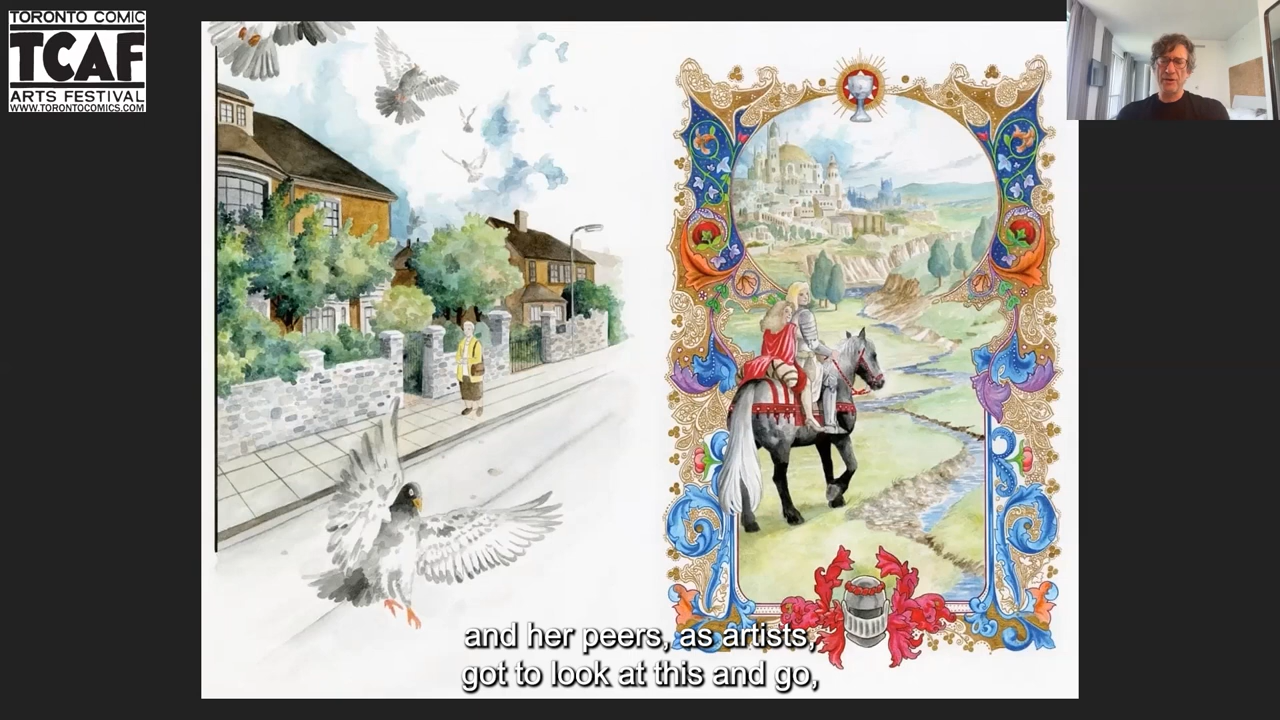 TORONTO COMIC
TCAF
ARTS FESTIVAL
WWW.TORONTOCOMICS.COM
and her peers, as artists,
got to look at this and go,